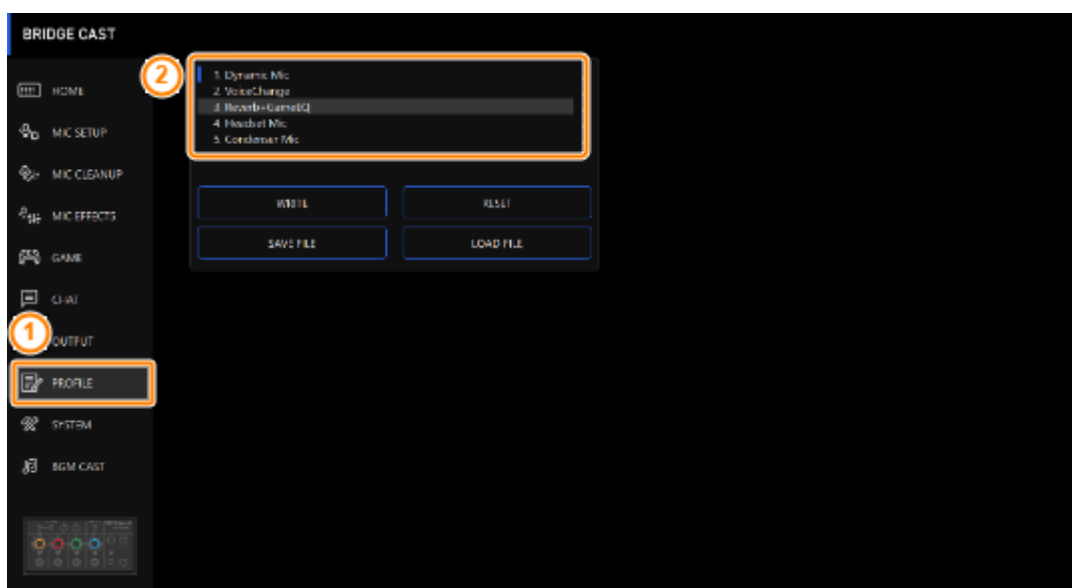 BRIDGE CAST
2
1. Dynamic Mic
2. VoiceChange
3. Reverb+GameEQ
4. Headset Mic
5. Condenser Mic
HOME
MIC SETUP
MIC CLEANUP
MIC EFFECTS
GAME
CHAT
1
OUTPUT
PROFILE
SYSTEM
BGM CAST
WRITE
RESET
SAVE FILE
LOAD FILE